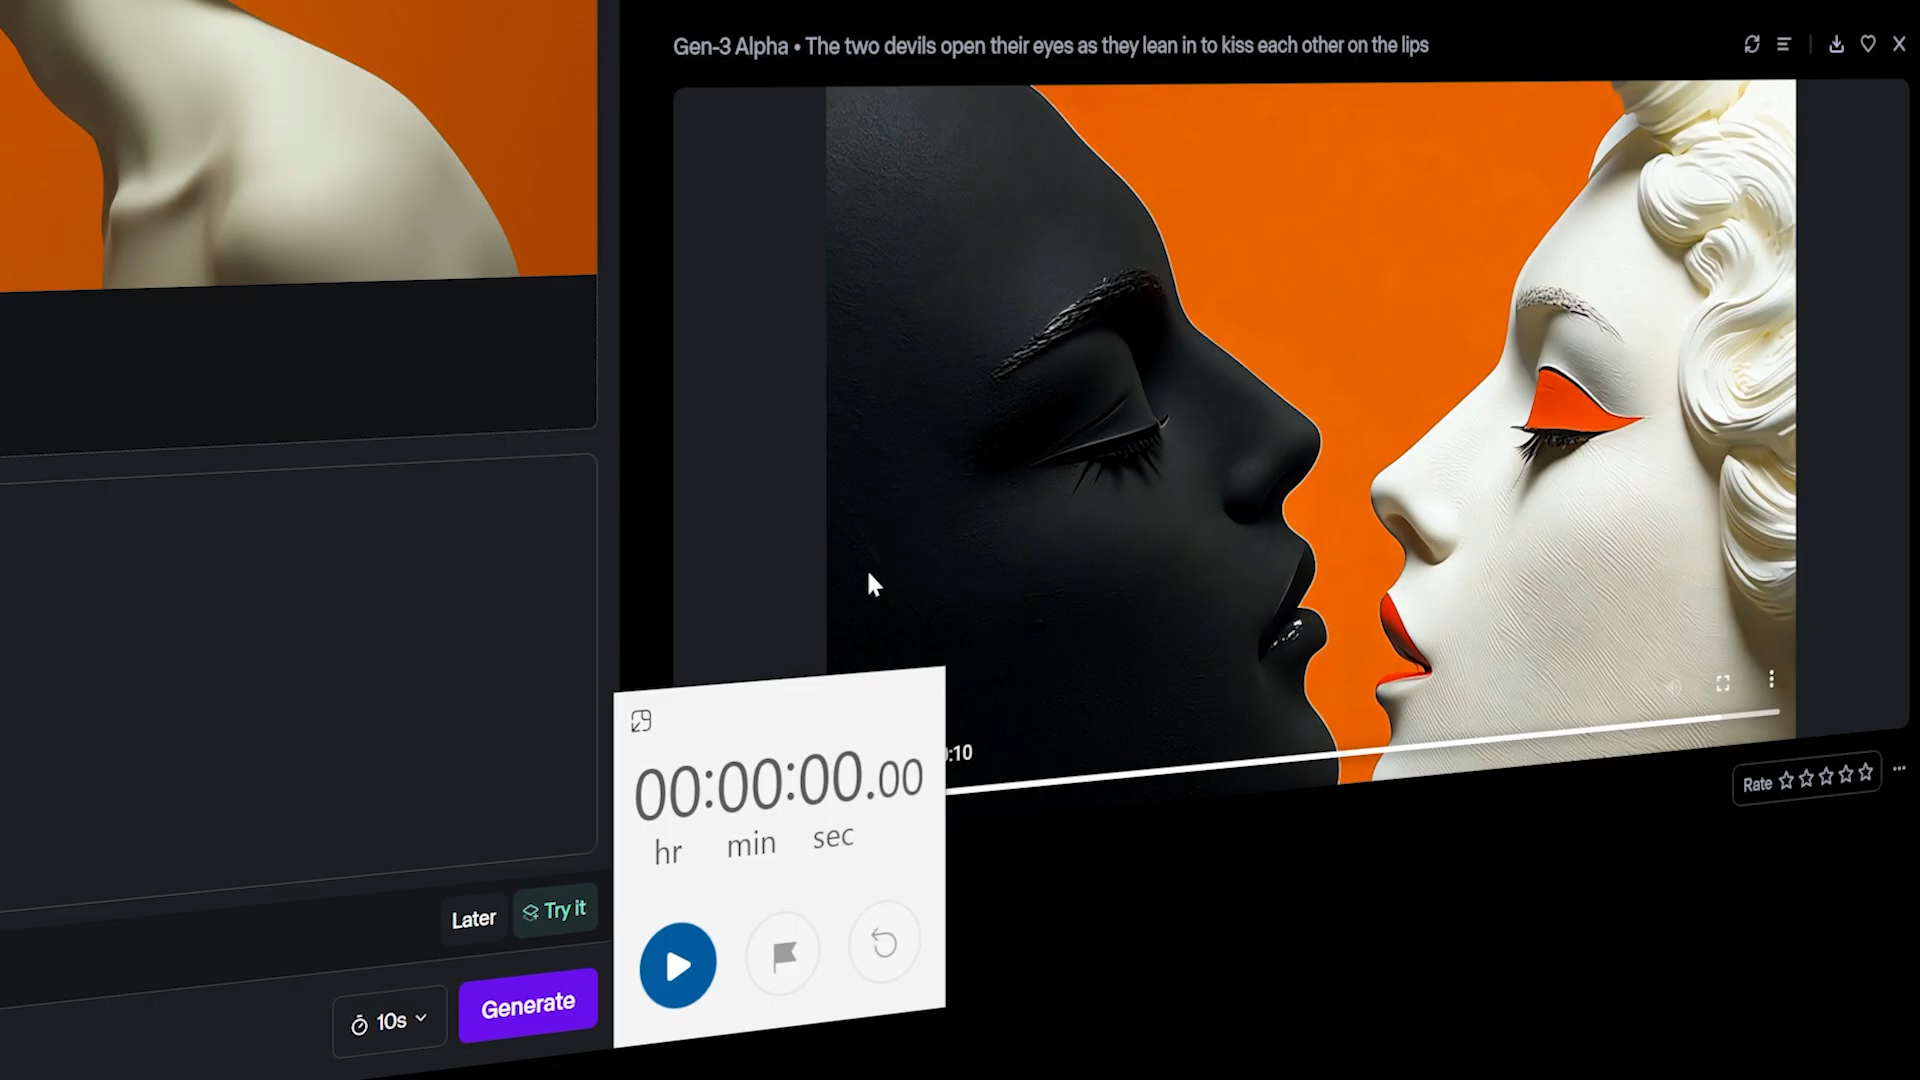 Gen-3 Alpha • The two devils open their eyes as they lean in to kiss each other on the lips
:10
Rate
00:00:00.00
hr min sec
Later
Try it
10s
Generate